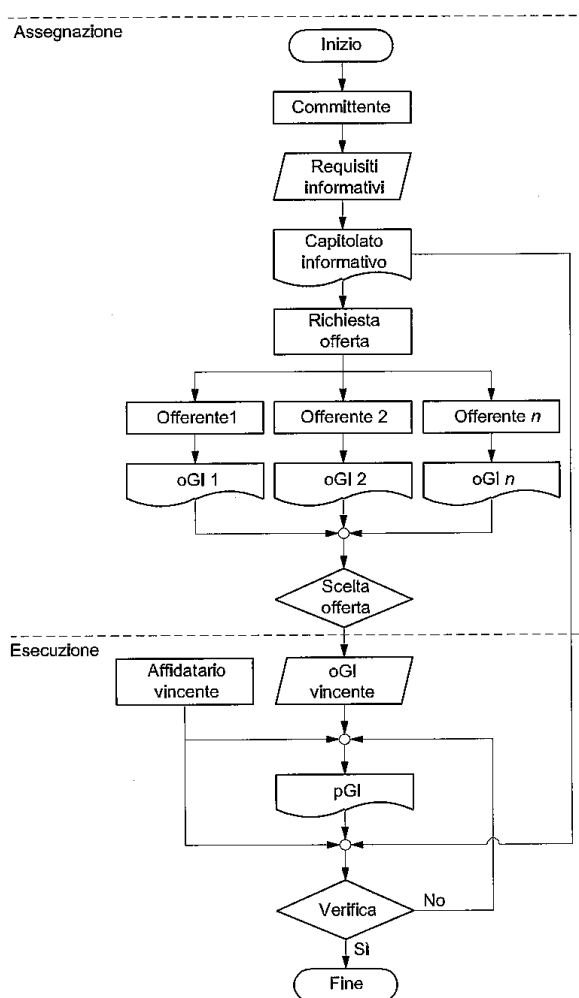 Assegnazione
Inizio
Committente
Requisiti
informativi
Capitolato
informativo
Richiesta
offerta
Offerente1
Offerente 2
Offerente n
oGI 1
oGI 2
oGI n
Scelta
offerta
Esecuzione
Affidatario
vincente
oGI
vincente
pGI
Verifica
No
Sì
Fine